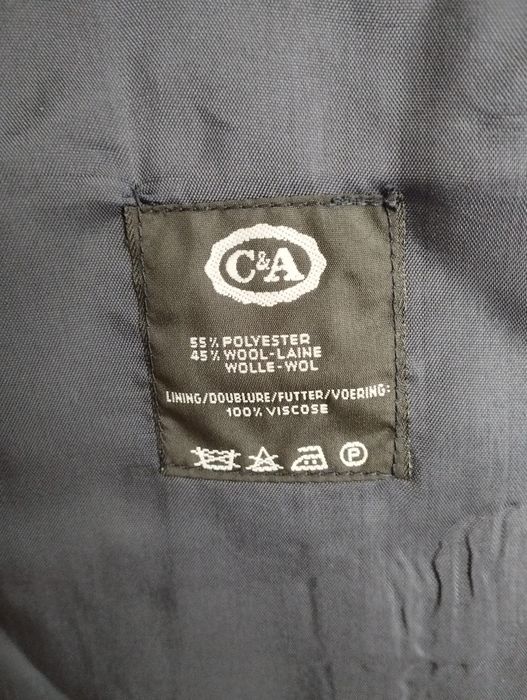 C&A
55% POLYESTER
45% WOOL-LAINE
WOLLE-WOL
LINING/DOUBLURE/FUTTER/VOERING:
100% VISCOSE
P